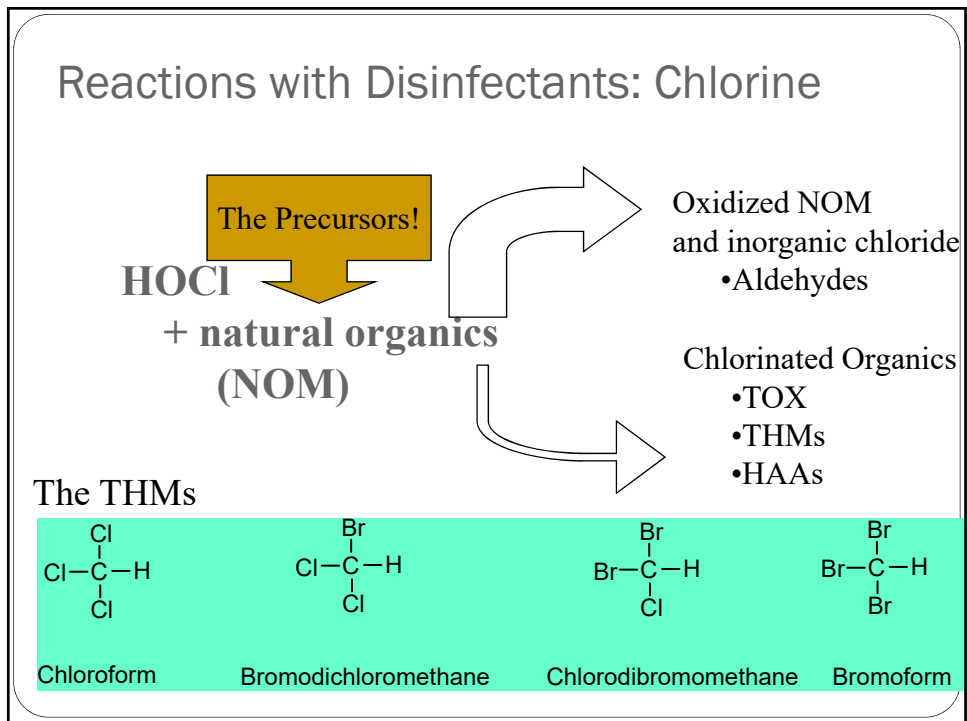 Reactions with Disinfectants: Chlorine
The Precursors!
HOCl
+ natural organics
(NOM)
Oxidized NOM
and inorganic chloride
•Aldehydes
Chlorinated Organics
•TOX
•THMs
•HAAs
The THMs
Cl
Cl—C—H
Cl
Chloroform
Br
Cl—C—H
Cl
Bromodichloromethane
Br
Br—C—H
Cl
Chlorodibromomethane
Br
Br—C—H
Br
Bromoform